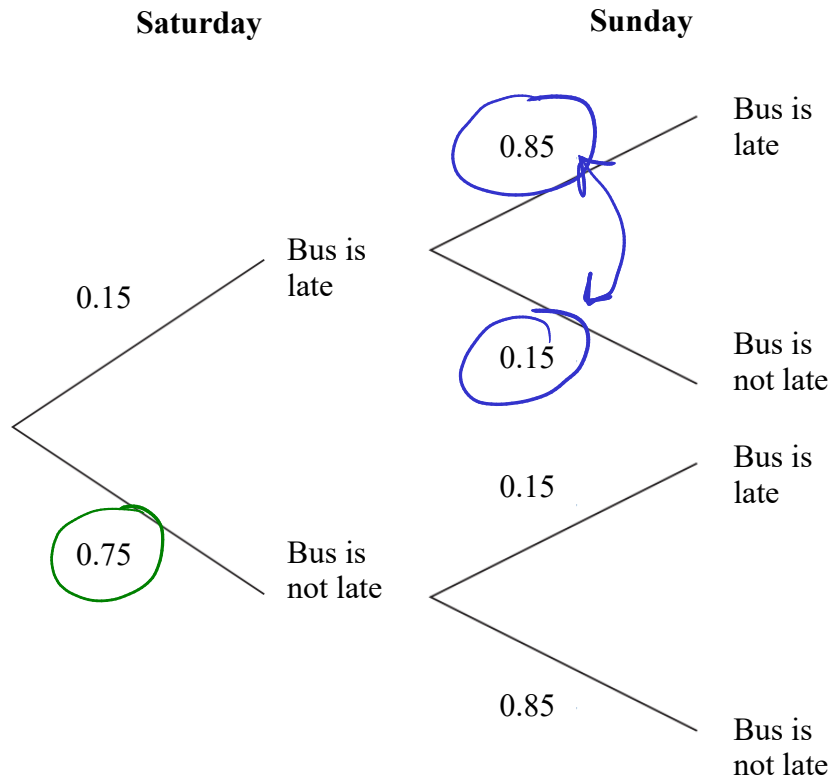 Saturday
Sunday
0.85
Bus is
late
Bus is
late
0.15
0.15
Bus is
not late
Bus is
late
0.15
0.75
Bus is
not late
0.85
Bus is
not late